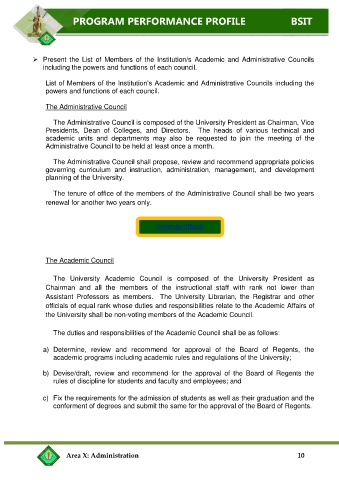 PROGRAM PERFORMANCE PROFILE BSIT
➢ Present the List of Members of the Institution/s Academic and Administrative Councils
including the powers and functions of each council.
List of Members of the Institution's Academic and Administrative Councils including the
powers and functions of each council.
The Administrative Council
The Administrative Council is composed of the University President as Chairman, Vice
Presidents, Dean of Colleges, and Directors. The heads of various technical and
academic units and departments may also be requested to join the meeting of the
Administrative Council to be held at least once a month.
The Administrative Council shall propose, review and recommend appropriate policies
governing curriculum and instruction, administration, management, and development
planning of the University.
The tenure of office of the members of the Administrative Council shall be two years
renewal for another two years only.
The Academic Council
The University Academic Council is composed of the University President as
Chairman and all the members of the instructional staff with rank not lower than
Assistant Professors as members. The University Librarian, the Registrar and other
officials of equal rank whose duties and responsibilities relate to the Academic Affairs of
the University shall be non-voting members of the Academic Council.
The duties and responsibilities of the Academic Council shall be as follows:
a) Determine, review and recommend for approval of the Board of Regents, the
academic programs including academic rules and regulations of the University;
b) Devise/draft, review and recommend for the approval of the Board of Regents the
rules of discipline for students and faculty and employees; and
c) Fix the requirements for the admission of students as well as their graduation and the
conferment of degrees and submit the same for the approval of the Board of Regents.
Area X: Administration 10